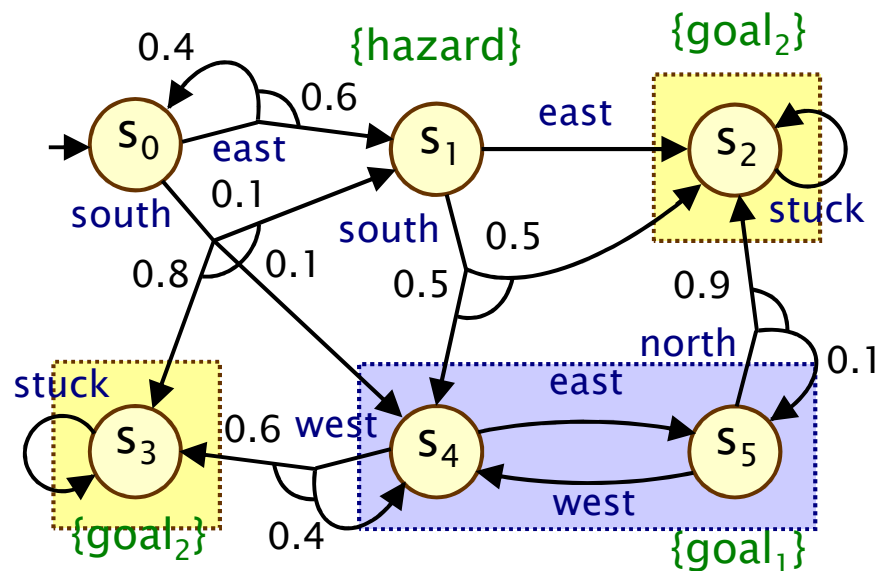 {goal₂}
{hazard}
0.4
0.6
s₀
s₁
s₂
east
east
stuck
south
0.1
south
0.5
0.8
0.1
0.5
0.9
north
0.1
stuck
east
s₃
0.6
west
s₄
s₅
west
0.4
{goal₂}
{goal₁}